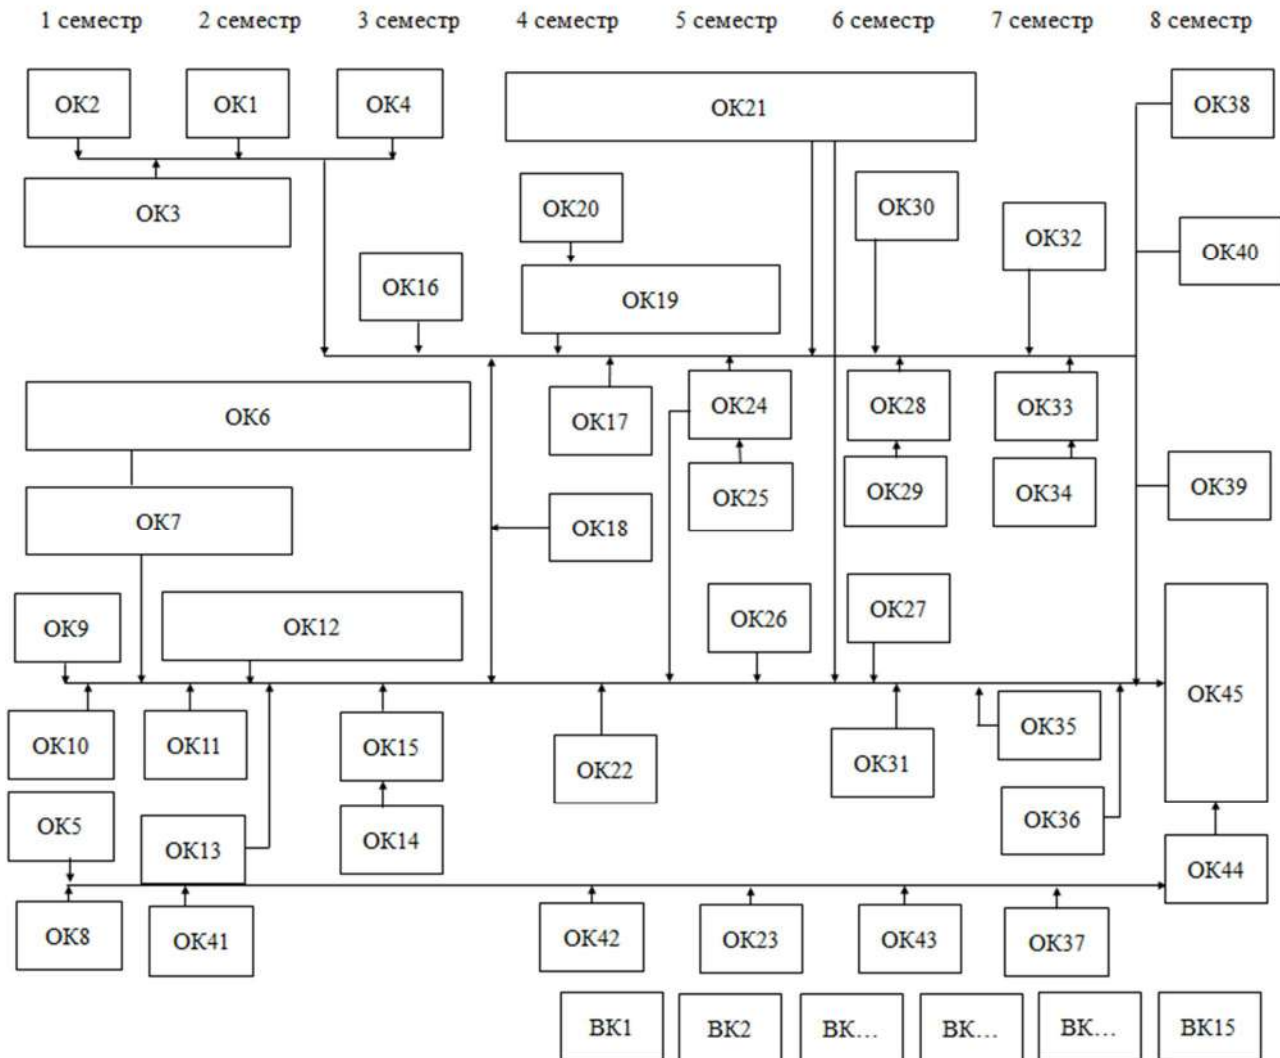 1 семестр 2 семестр 3 семестр 4 семестр 5 семестр 6 семестр 7 семестр 8 семестр
ОК2 ОК1 ОК4 ОК21 ОК38
ОК3 ОК20 ОК30 ОК32 ОК40
ОК16 ОК19
ОК6 ОК17 ОК24 ОК28 ОК33
ОК7 ОК18 ОК25 ОК29 ОК34 ОК39
ОК9 ОК12 ОК26 ОК27
ОК10 ОК11 ОК15 ОК22 ОК31 ОК35 ОК45
ОК5 ОК13 ОК14 ОК36 ОК44
ОК8 ОК41 ОК42 ОК23 ОК43 ОК37
ВК1 ВК2 ВК... ВК... ВК... ВК15